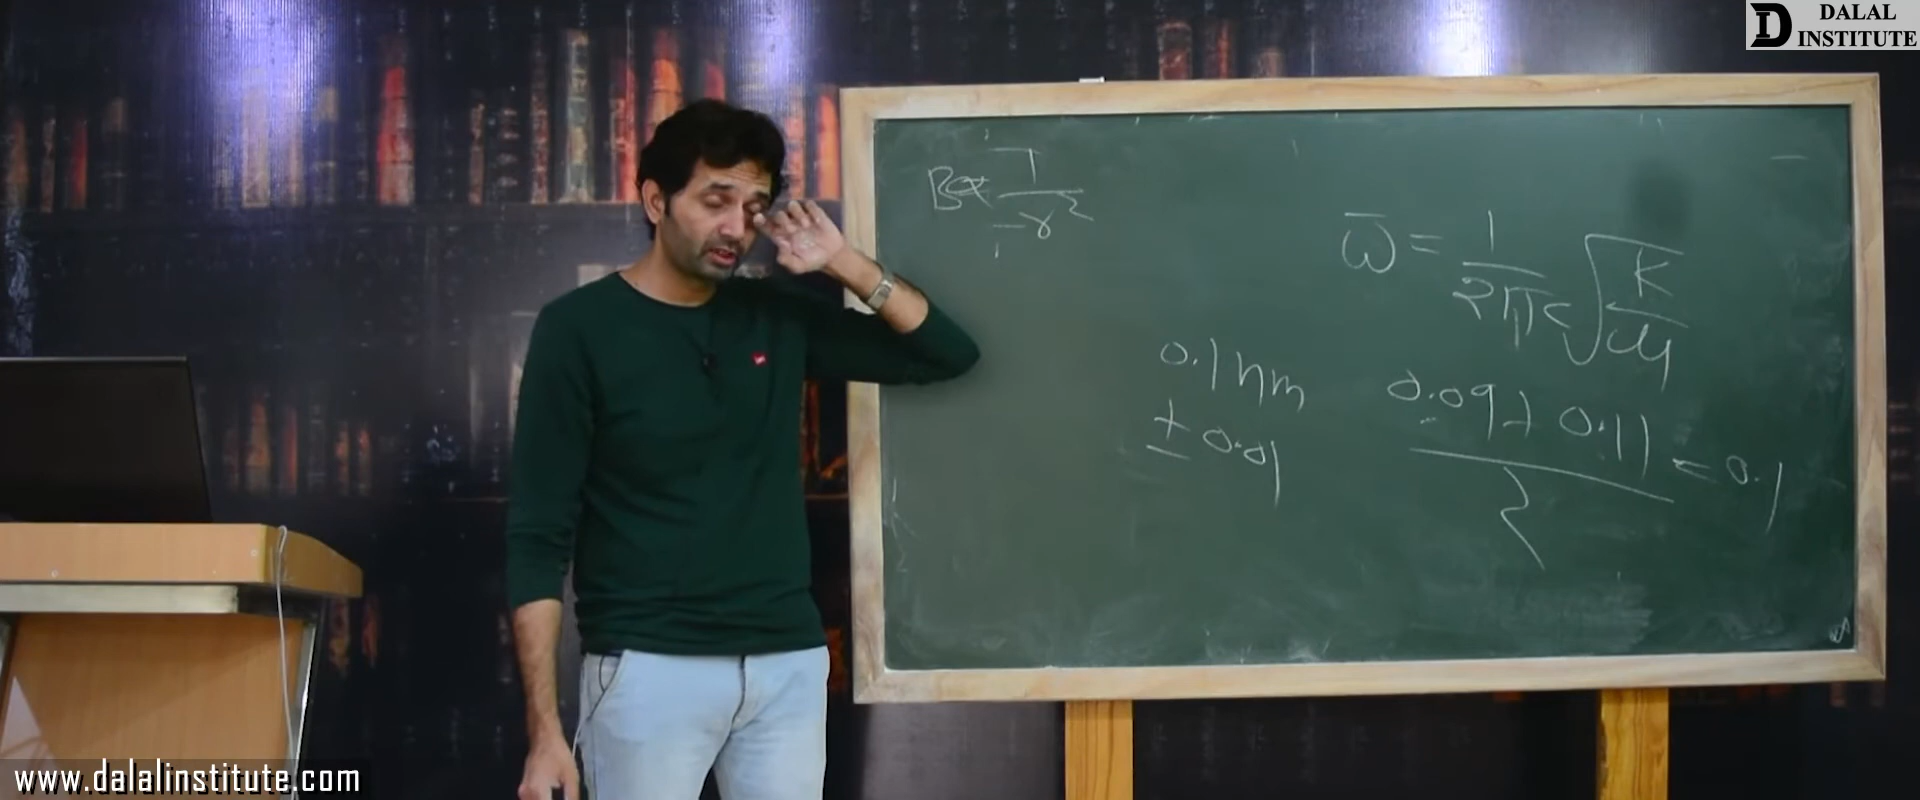 DALAL
INSTITUTE
B ∝ 1/r²
ω̄ = 1/2πc √K/μ
0.1 nm
± 0.01
0.09 + 0.11 / 2 = 0.1
www.dalalinstitute.com